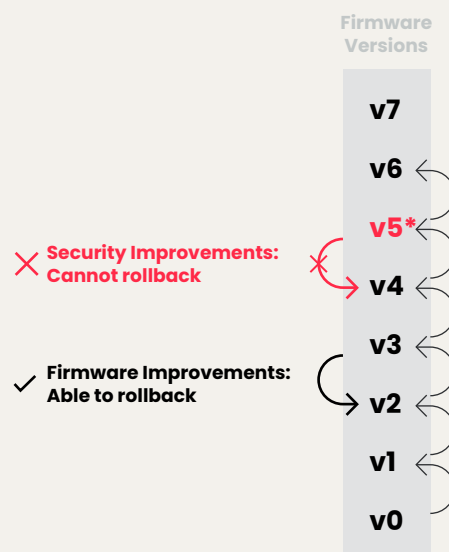 Firmware
Versions
v7
v6
v5*
Security Improvements:
Cannot rollback
v4
v3
Firmware Improvements:
Able to rollback
v2
v1
v0